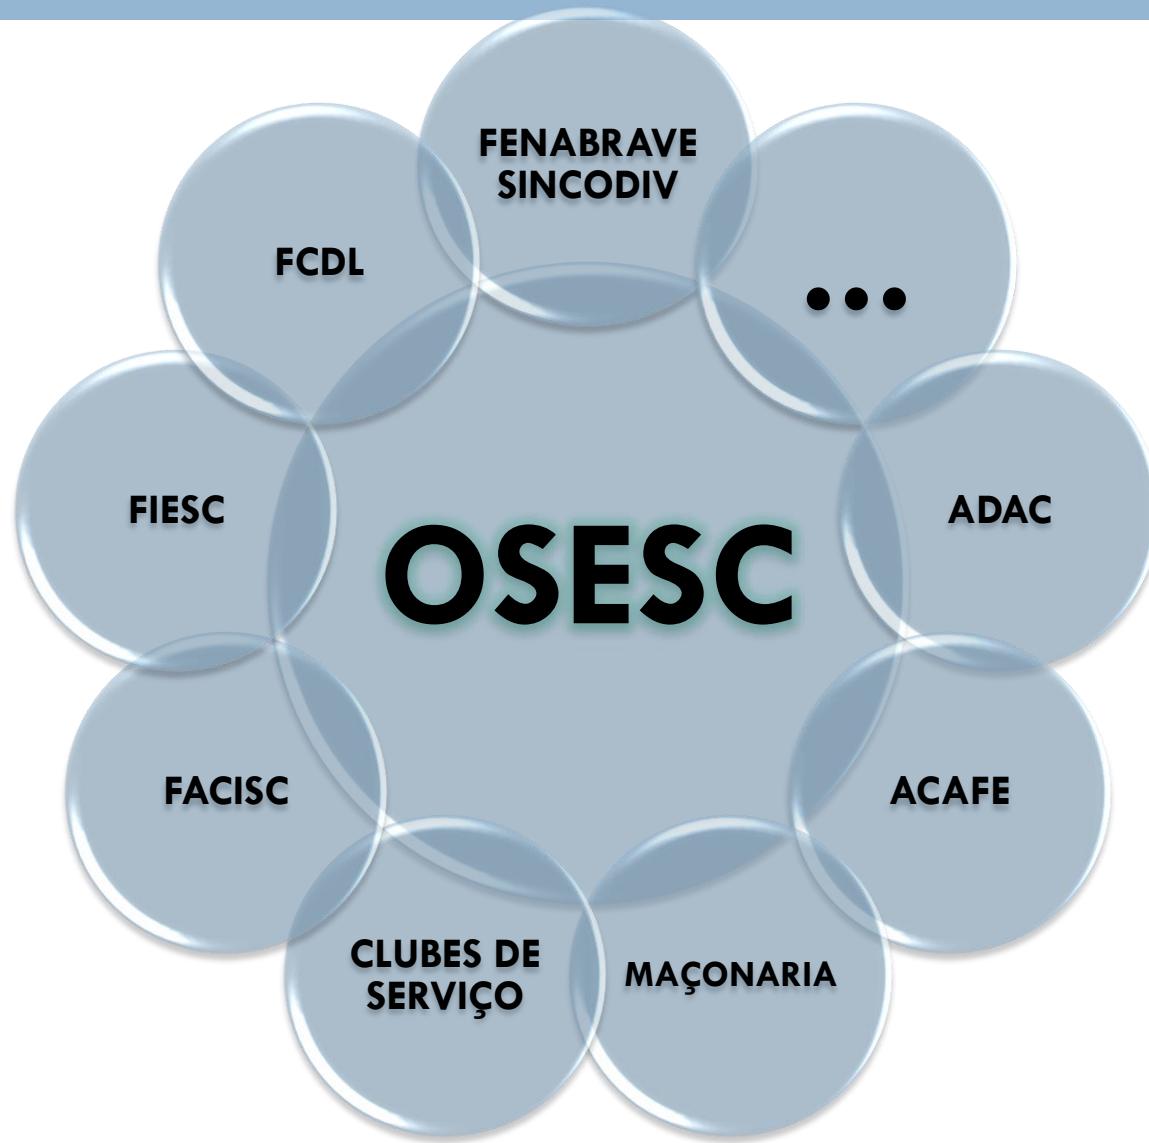 FENABRAVE
SINCODIV
...
ADAC
ACAFE
MAÇONARIA
CLUBES DE
SERVIÇO
FACISC
FIESC
FCDL
OSESC